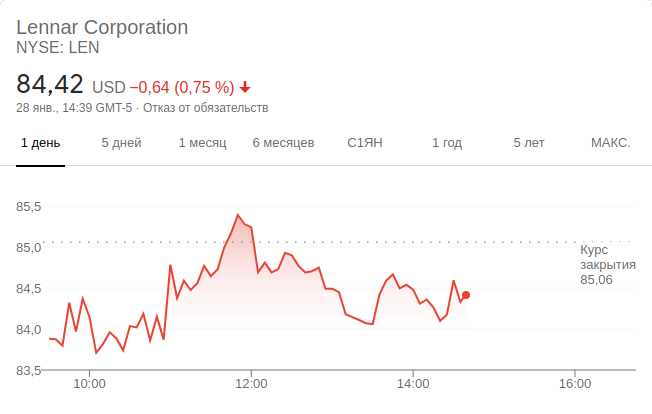 Lennar Corporation
NYSE: LEN
84,42 USD −0,64 (0,75 %)
28 янв., 14:39 GMT-5 · Отказ от обязательств
1 день 5 дней 1 месяц 6 месяцев С1ЯН 1 год 5 лет МАКС.
85,5
85,0
84,5
84,0
83,5
Курс
закрытия
85,06
10:00 12:00 14:00 16:00